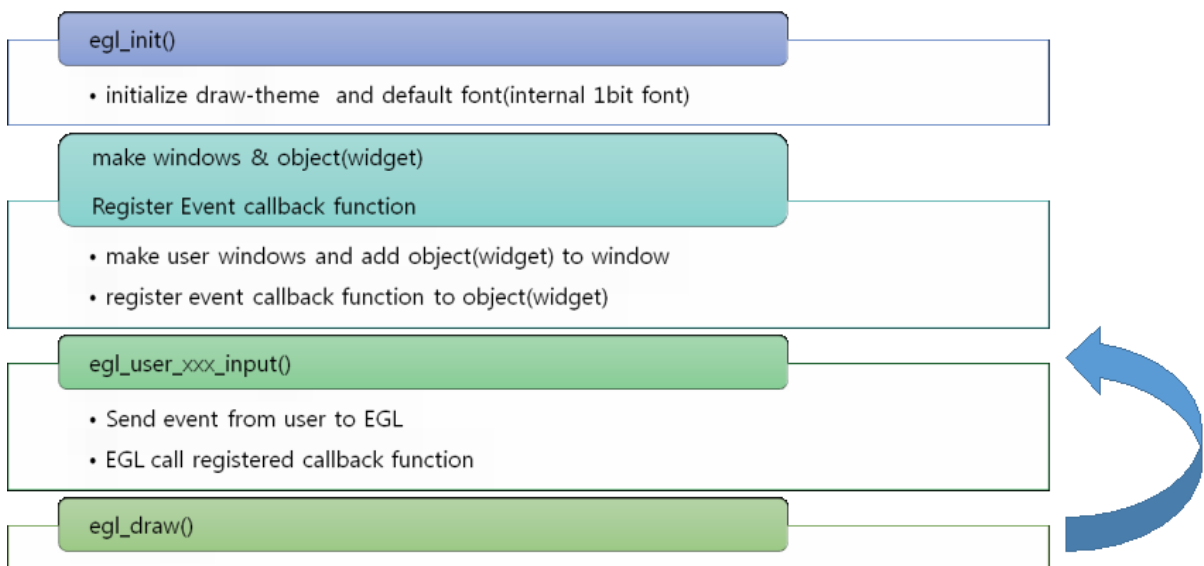 egl_init()
• initialize draw-theme and default font(internal 1bit font)
make windows & object(widget)
Register Event callback function
• make user windows and add object(widget) to window
• register event callback function to object(widget)
egl_user_xxx_input()
• Send event from user to EGL
• EGL call registered callback function
egl_draw()